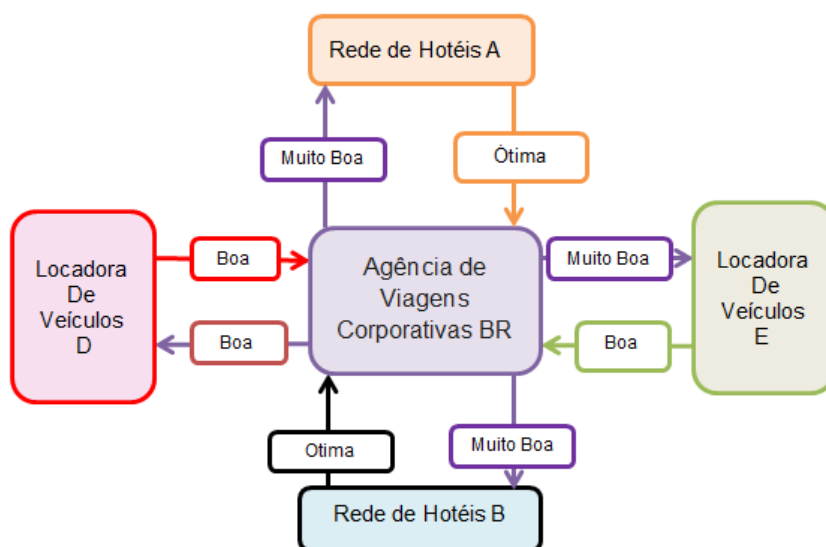 Rede de Hotéis A
Muito Boa
Ótima
Locadora
De
Veículos
D
Boa
Boa
Agência de
Viagens
Corporativas BR
Muito Boa
Boa
Locadora
De
Veículos
E
Otima
Muito Boa
Rede de Hotéis B